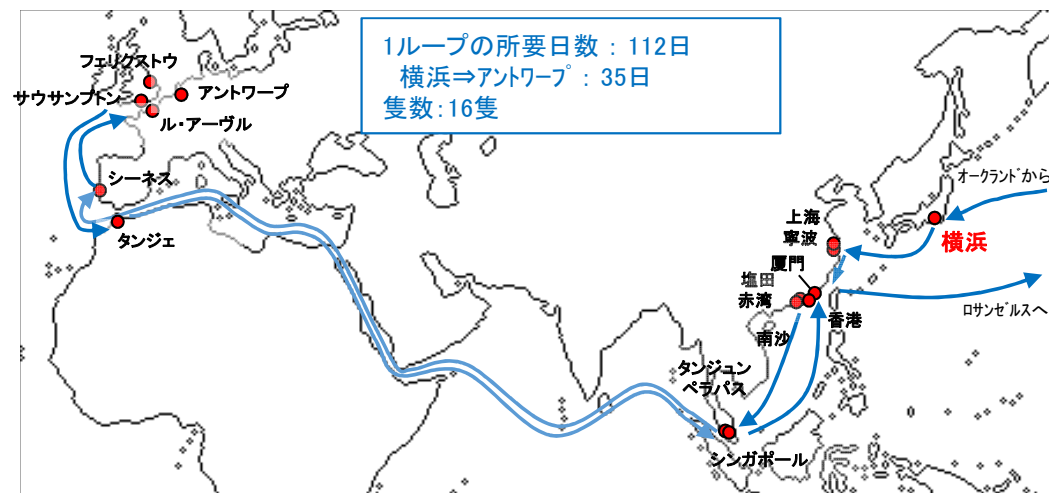 1ループの所要日数：112日
横浜⇒アントワープ：35日
隻数：16隻
フェリクストウ
サウサンプトン
アントワープ
ル・アーヴル
シーネス
タンジェ
オークランドから
上海
寧波
横浜
厦門
塩田
赤湾
香港
ロサンゼルスへ
南沙
タンジュン
ペラパス
シンガポール